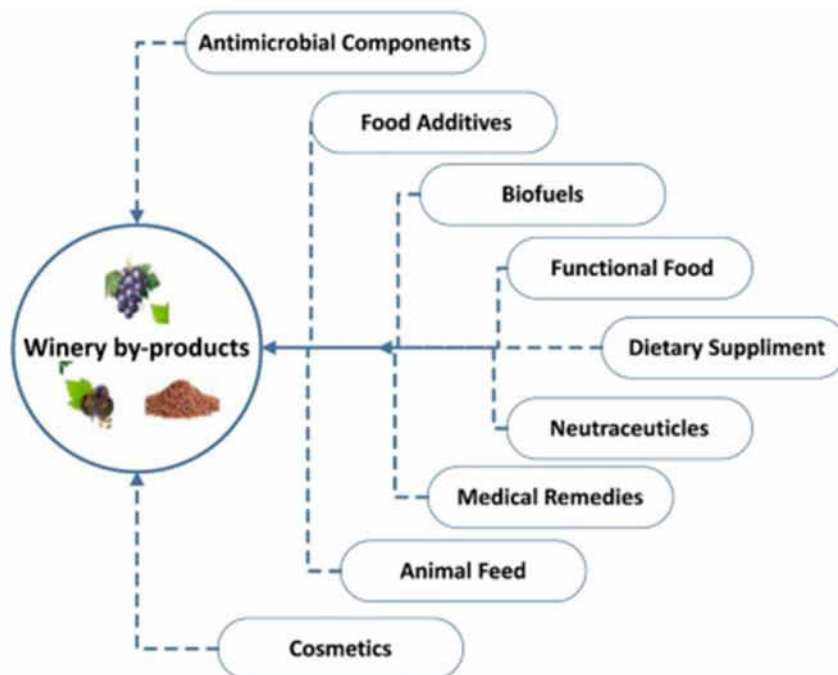 Antimicrobial Components
Food Additives
Biofuels
Functional Food
Winery by-products
Dietary Suppliment
Neutraceuticles
Medical Remedies
Animal Feed
Cosmetics